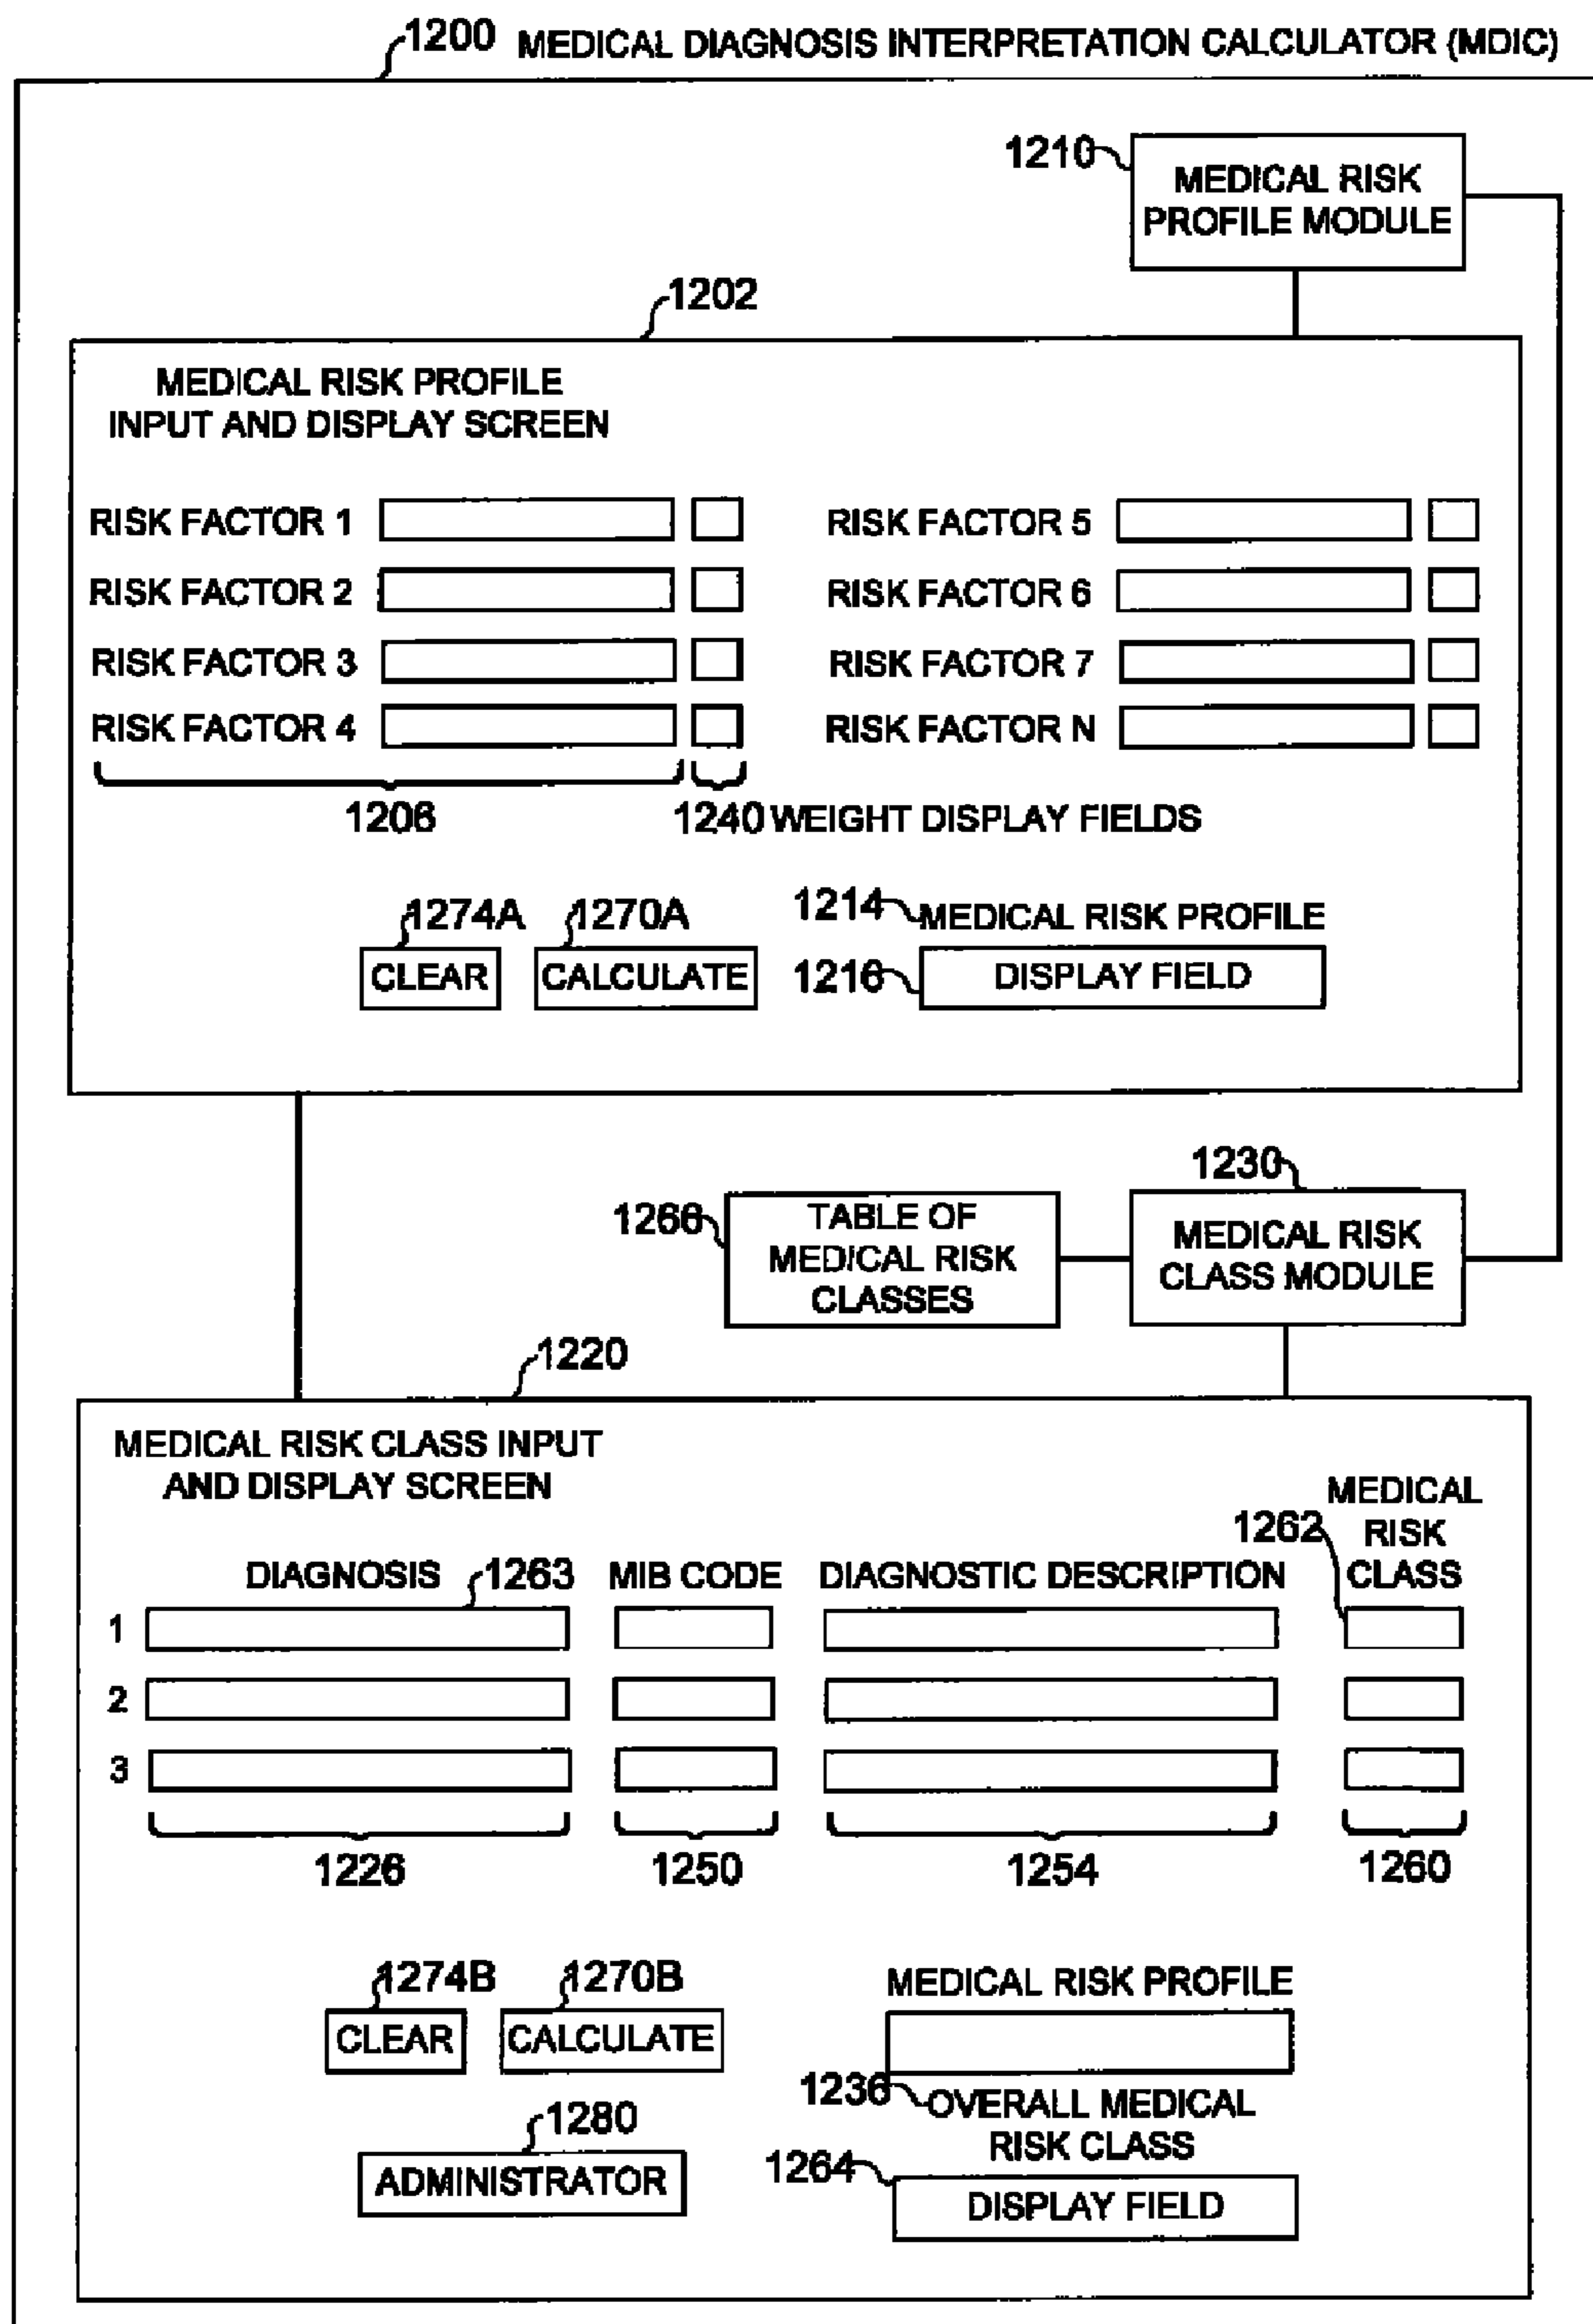 1200 MEDICAL DIAGNOSIS INTERPRETATION CALCULATOR (MDIC)
1210
MEDICAL RISK
PROFILE MODULE
1202
MEDICAL RISK PROFILE
INPUT AND DISPLAY SCREEN
RISK FACTOR 1
RISK FACTOR 5
RISK FACTOR 2
RISK FACTOR 6
RISK FACTOR 3
RISK FACTOR 7
RISK FACTOR 4
RISK FACTOR N
1206
1240 WEIGHT DISPLAY FIELDS
1274A
1270A
1214
MEDICAL RISK PROFILE
CLEAR
CALCULATE
1216
DISPLAY FIELD
1230
1266
TABLE OF
MEDICAL RISK
CLASSES
MEDICAL RISK
CLASS MODULE
1220
MEDICAL RISK CLASS INPUT
AND DISPLAY SCREEN
MEDICAL
RISK
CLASS
1262
DIAGNOSIS
1263
MIB CODE
DIAGNOSTIC DESCRIPTION
1
2
3
1226
1250
1254
1260
1274B
1270B
MEDICAL RISK PROFILE
CLEAR
CALCULATE
1236
OVERALL MEDICAL
RISK CLASS
1280
ADMINISTRATOR
1264
DISPLAY FIELD